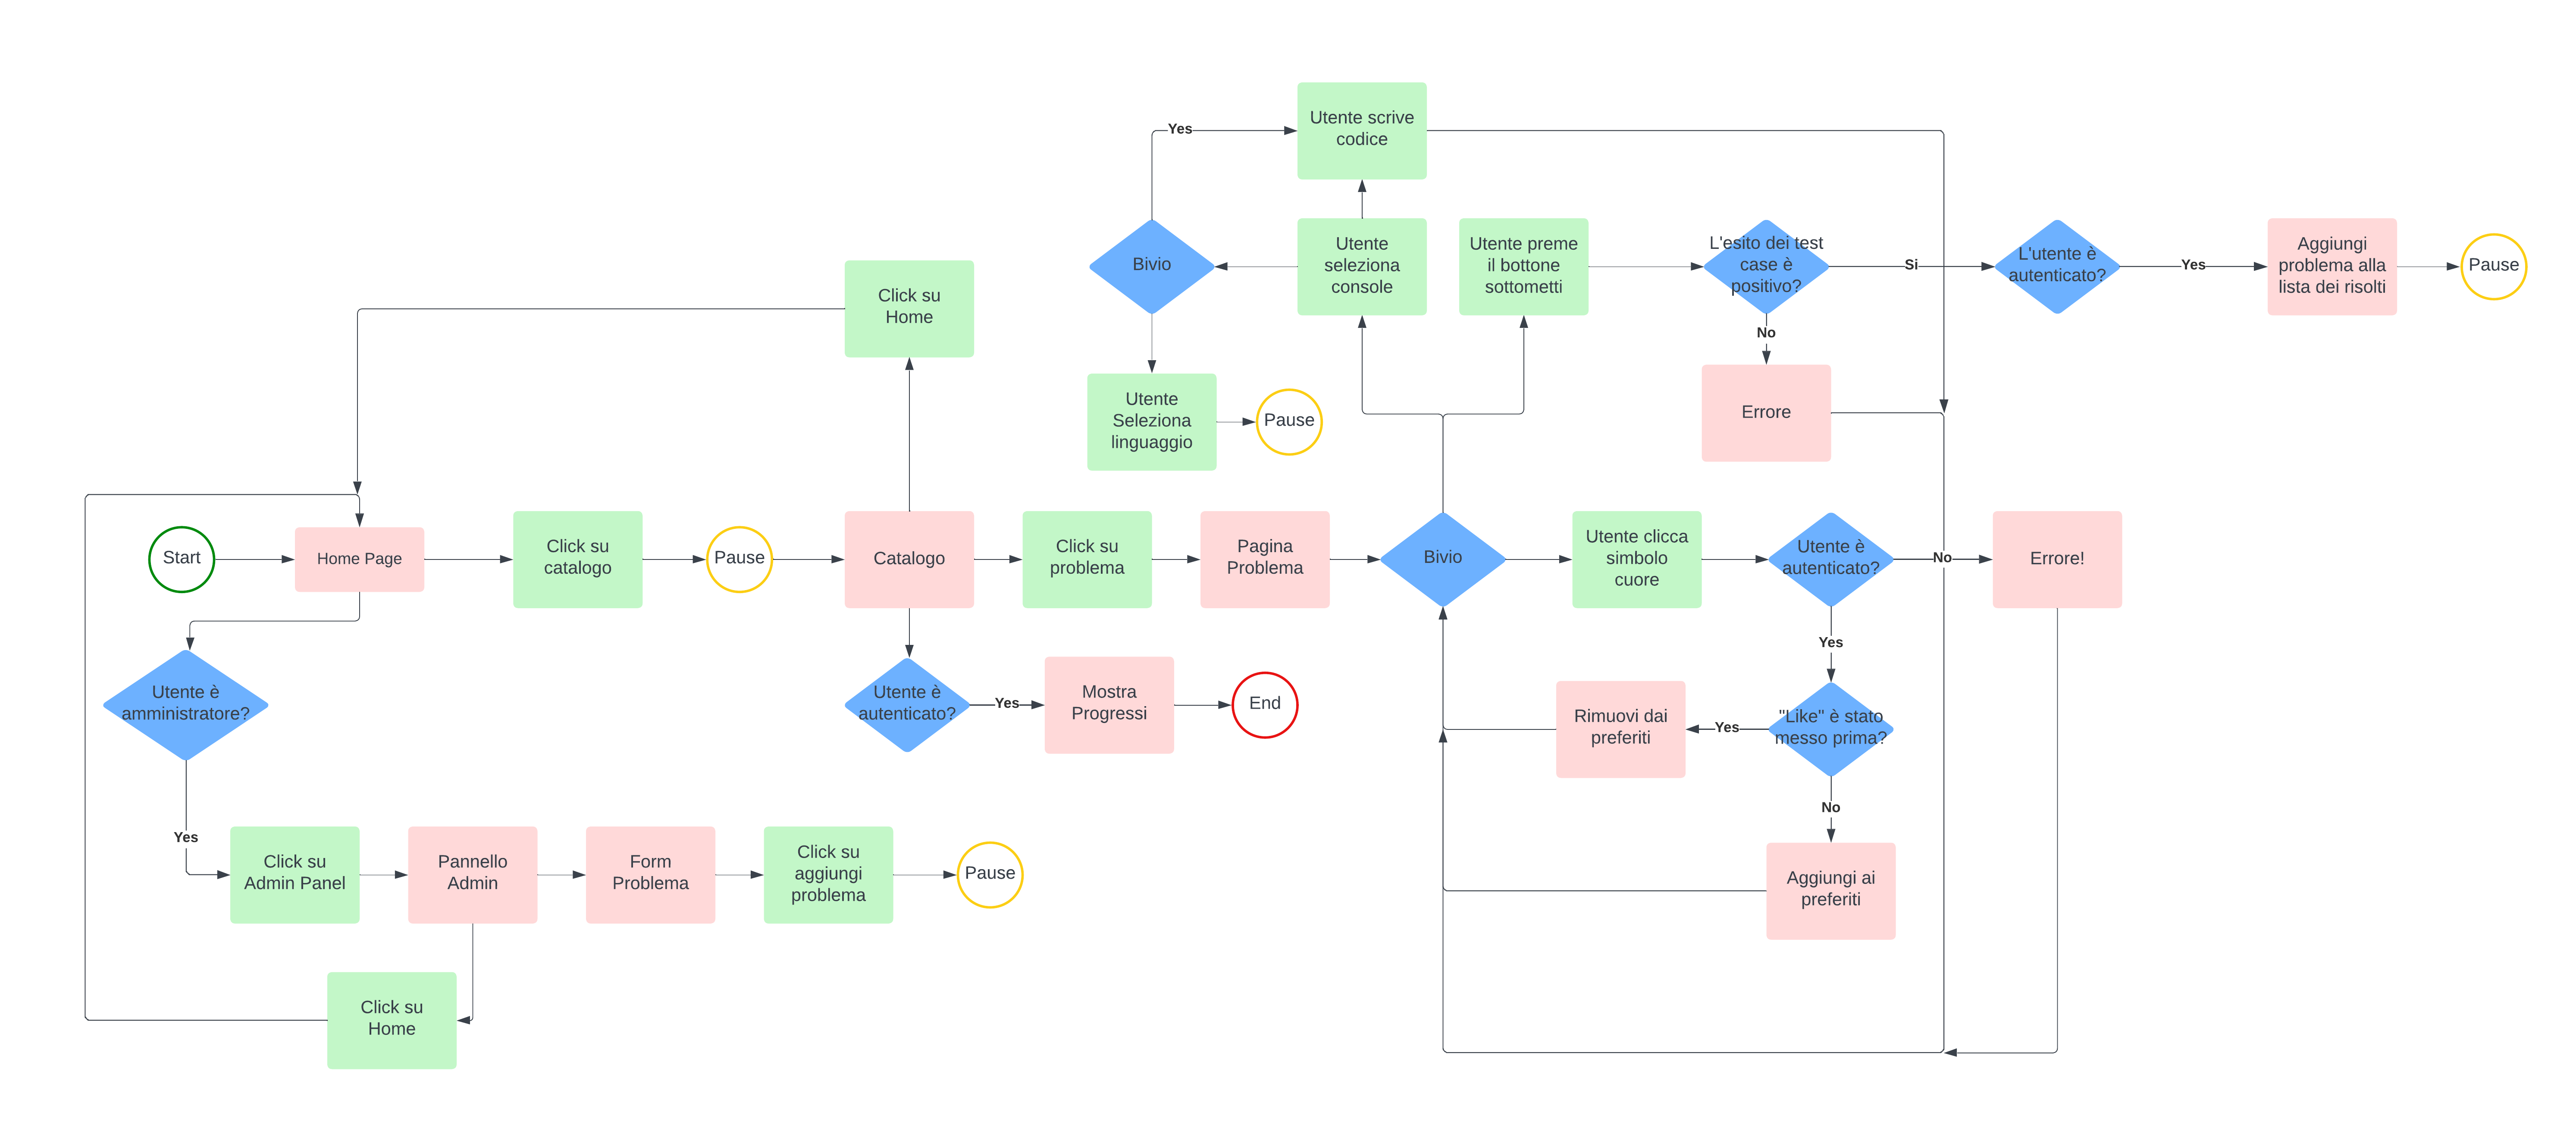 Utente scrive
codice
Yes
Bivio
Utente
seleziona
console
Utente preme
il bottone
sottometti
L'esito dei test
case è
positivo?
Si
L'utente è
autenticato?
Yes
Aggiungi
problema alla
lista dei risolti
Pause
Click su
Home
No
Utente
Seleziona
linguaggio
Pause
Errore
Start
Home Page
Click su
catalogo
Pause
Catalogo
Click su
problema
Pagina
Problema
Bivio
Utente clicca
simbolo
cuore
Utente è
autenticato?
No
Errore!
Yes
Utente è
amministratore?
Utente è
autenticato?
Yes
Mostra
Progressi
End
Rimuovi dai
preferiti
Yes
"Like" è stato
messo prima?
No
Yes
Click su
Admin Panel
Pannello
Admin
Form
Problema
Click su
aggiungi
problema
Pause
Aggiungi ai
preferiti
Click su
Home